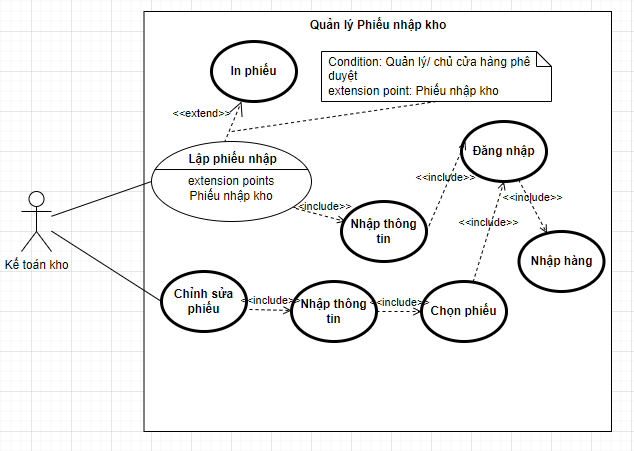 Quản lý Phiếu nhập kho
In phiếu
Condition: Quản lý/ chủ cửa hàng phê
duyệt
extension point: Phiếu nhập kho
<<extend>>
Lập phiếu nhập
extension points
Phiếu nhập kho
Đăng nhập
<<include>>
<<include>>
<<include>>
<<include>>
Nhập thông
tin
Kế toán kho
Nhập hàng
Chỉnh sửa
phiếu
<<include>>
Nhập thông
tin
<<include>>
Chọn phiếu